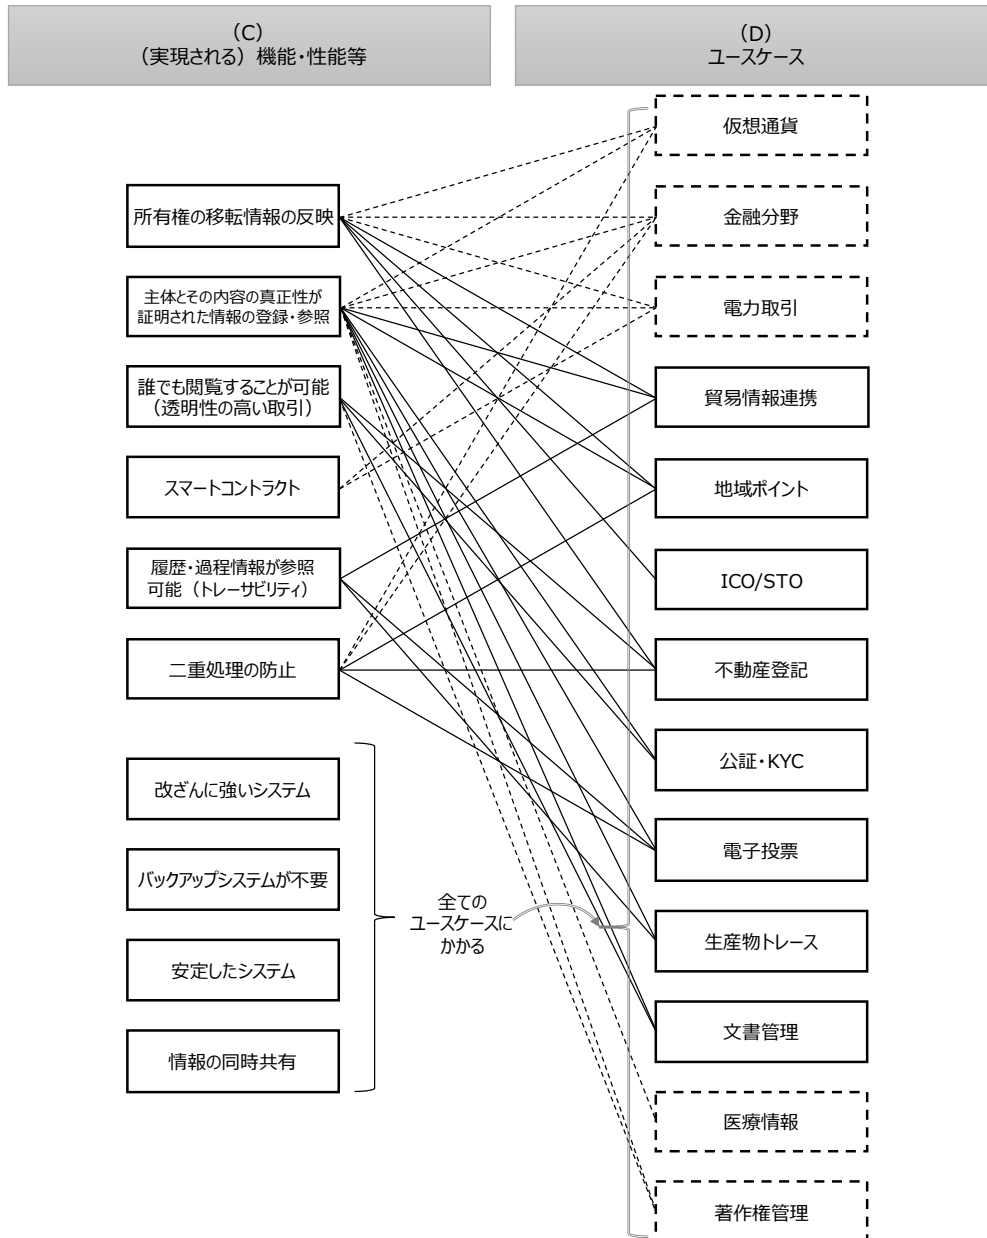 （C）
（実現される）機能・性能等
（D）
ユースケース
所有権の移転情報の反映
主体とその内容の真正性が
証明された情報の登録・参照
誰でも閲覧することが可能
（透明性の高い取引）
スマートコントラクト
履歴・過程情報が参照
可能（トレーサビリティ）
二重処理の防止
改ざんに強いシステム
バックアップシステムが不要
安定したシステム
情報の同時共有
全ての
ユースケースに
かかる
仮想通貨
金融分野
電力取引
貿易情報連携
地域ポイント
ICO/STO
不動産登記
公証・KYC
電子投票
生産物トレース
文書管理
医療情報
著作権管理